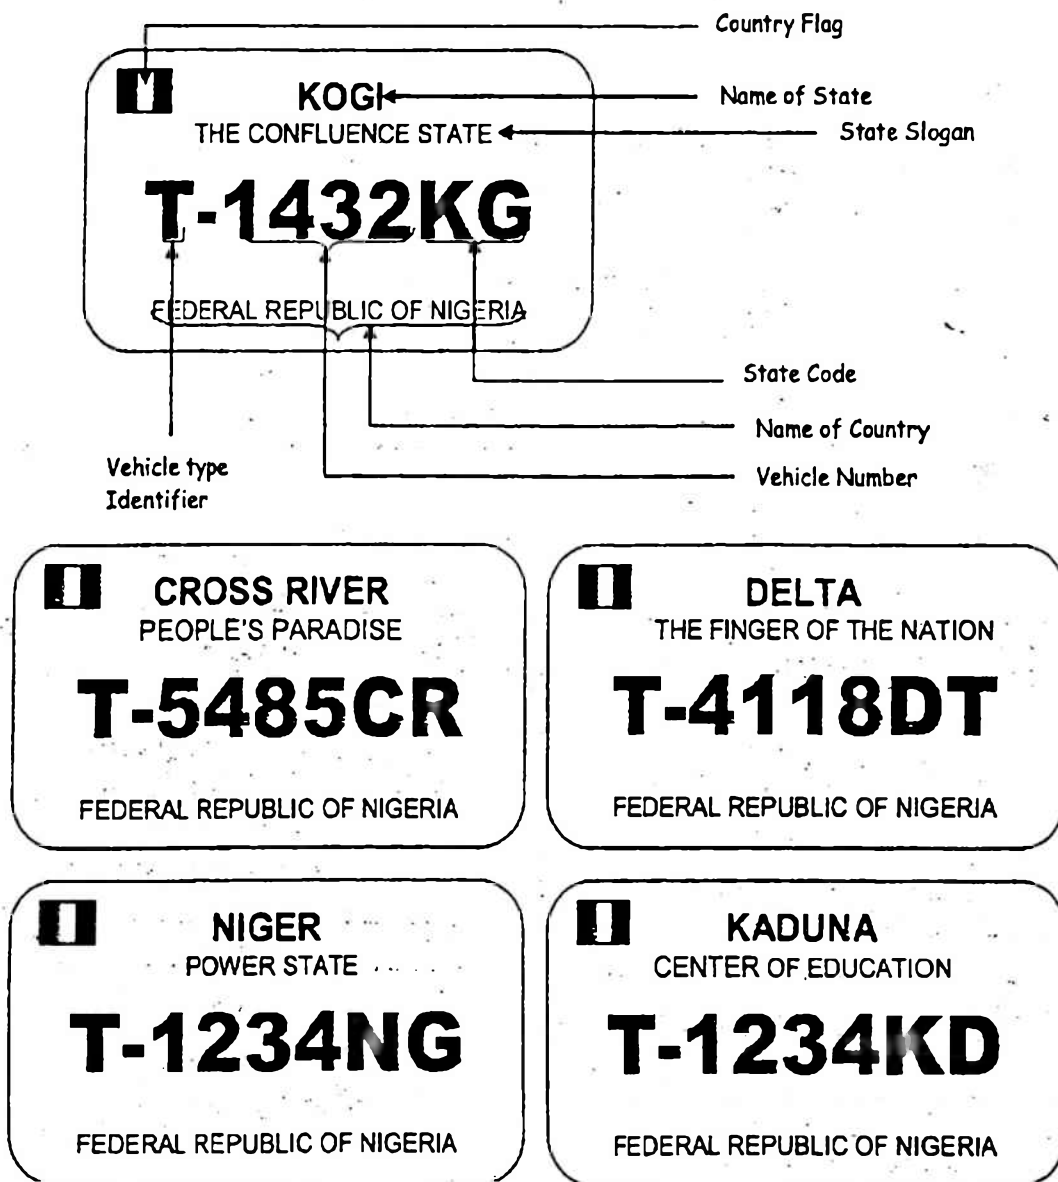 Country Flag
KOGI
Name of State
THE CONFLUENCE STATE
State Slogan
T-1432KG
FEDERAL REPUBLIC OF NIGERIA
State Code
Name of Country
Vehicle type
Identifier
Vehicle Number
CROSS RIVER
PEOPLE'S PARADISE
T-5485CR
FEDERAL REPUBLIC OF NIGERIA
DELTA
THE FINGER OF THE NATION
T-4118DT
FEDERAL REPUBLIC OF NIGERIA
NIGER
POWER STATE
T-1234NG
FEDERAL REPUBLIC OF NIGERIA
KADUNA
CENTER OF EDUCATION
T-1234KD
FEDERAL REPUBLIC OF NIGERIA